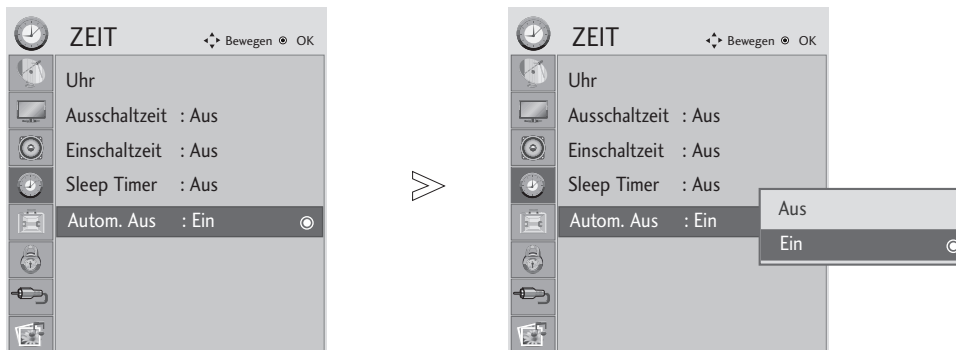 ZEIT
Bewegen OK
Uhr
Ausschaltzeit : Aus
Einschaltzeit : Aus
Sleep Timer : Aus
Autom. Aus : Ein
>
ZEIT
Bewegen OK
Uhr
Ausschaltzeit : Aus
Einschaltzeit : Aus
Sleep Timer : Aus
Autom. Aus : Ein
Aus
Ein